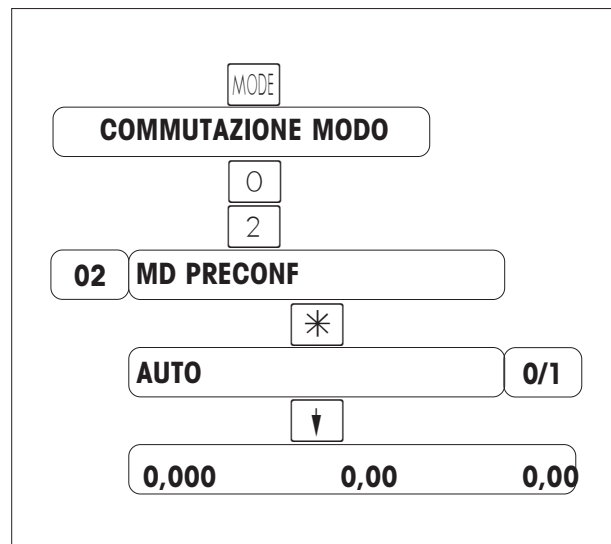 MODE
COMMUTAZIONE MODO
0
2
02 MD PRECONF
*
AUTO 0/1
0,000 0,00 0,00